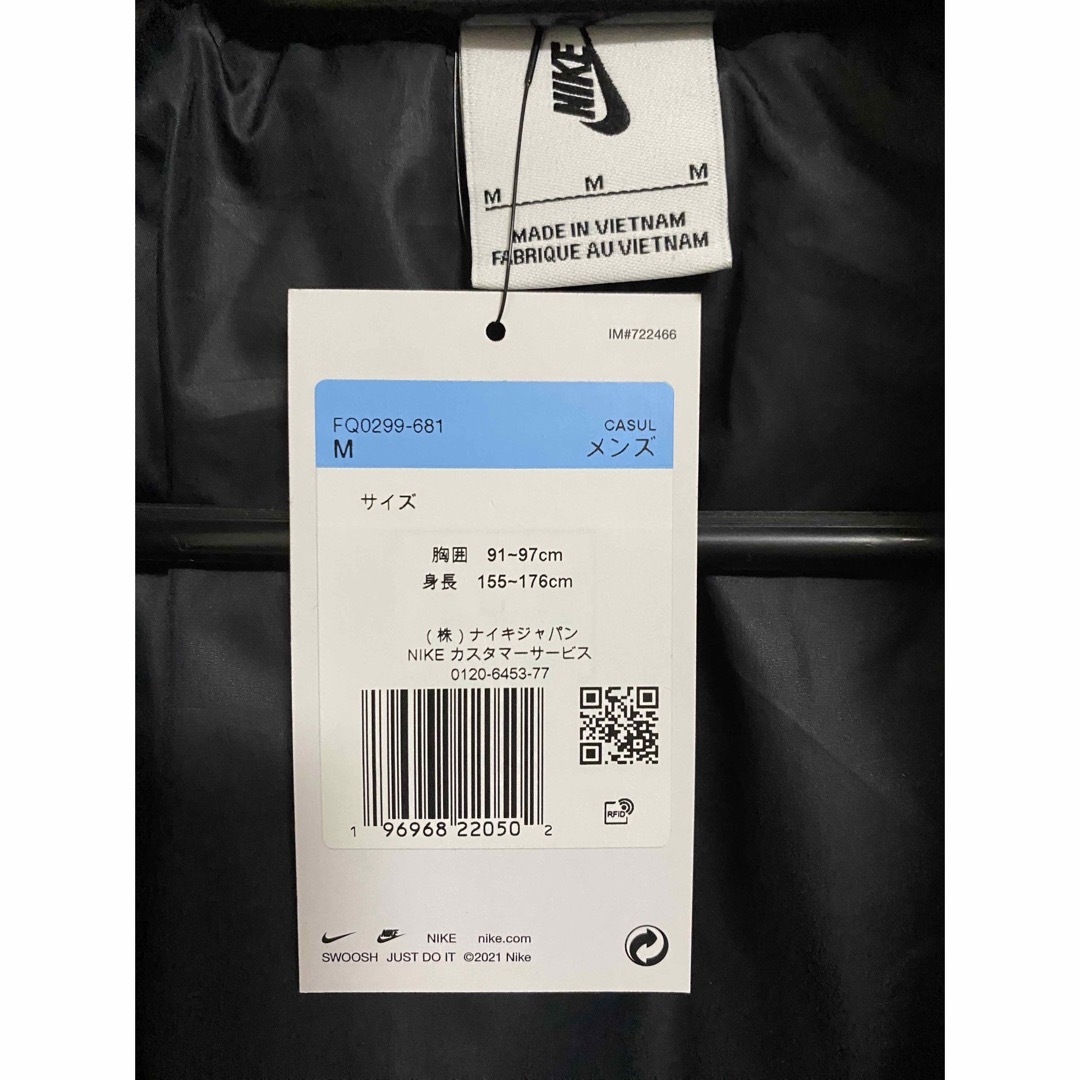 NIKE
M M M
MADE IN VIETNAM
FABRIQUE AU VIETNAM
IM#722466
FQ0299-681
CASUL
M
メンズ
サイズ
胸囲 91~97cm
身長 155~176cm
(株)ナイキジャパン
NIKE カスタマーサービス
0120-6453-77
RFID
1 96968 22050 2
NIKE NIKE nike.com
SWOOSH JUST DO IT ©2021 Nike